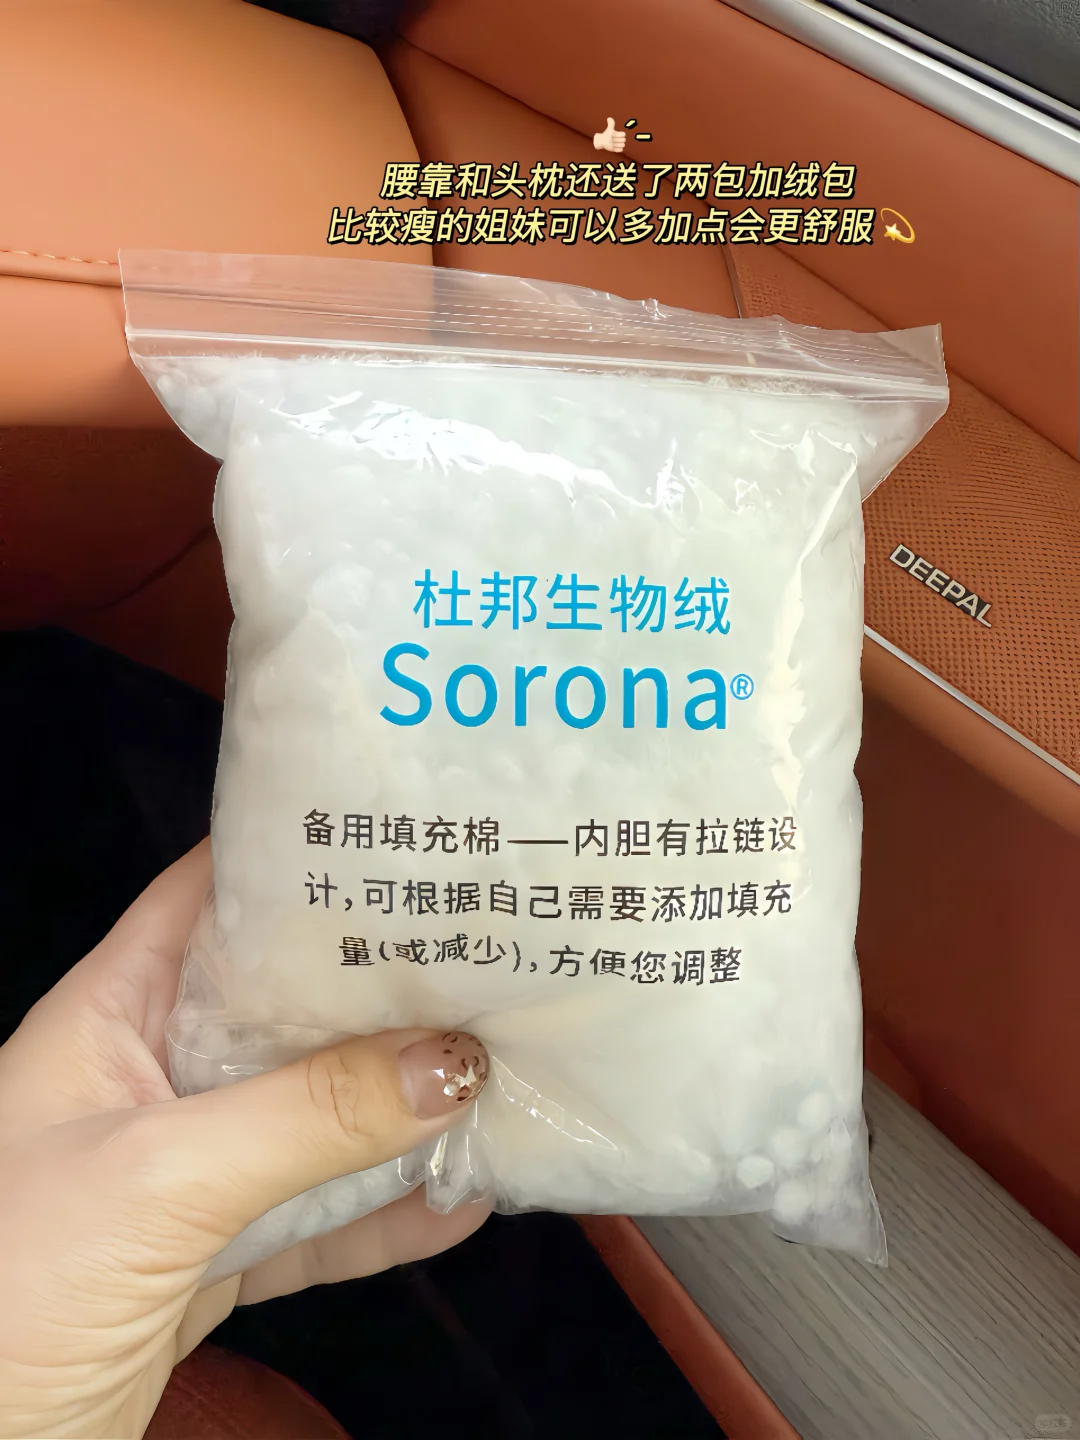 腰靠和头枕还送了两包加绒包
比较瘦的姐妹可以多加点会更舒服
DEEPAL
杜邦生物绒
Sorona®
备用填充棉——内胆有拉链设
计,可根据自己需要添加填充
量(或减少),方便您调整